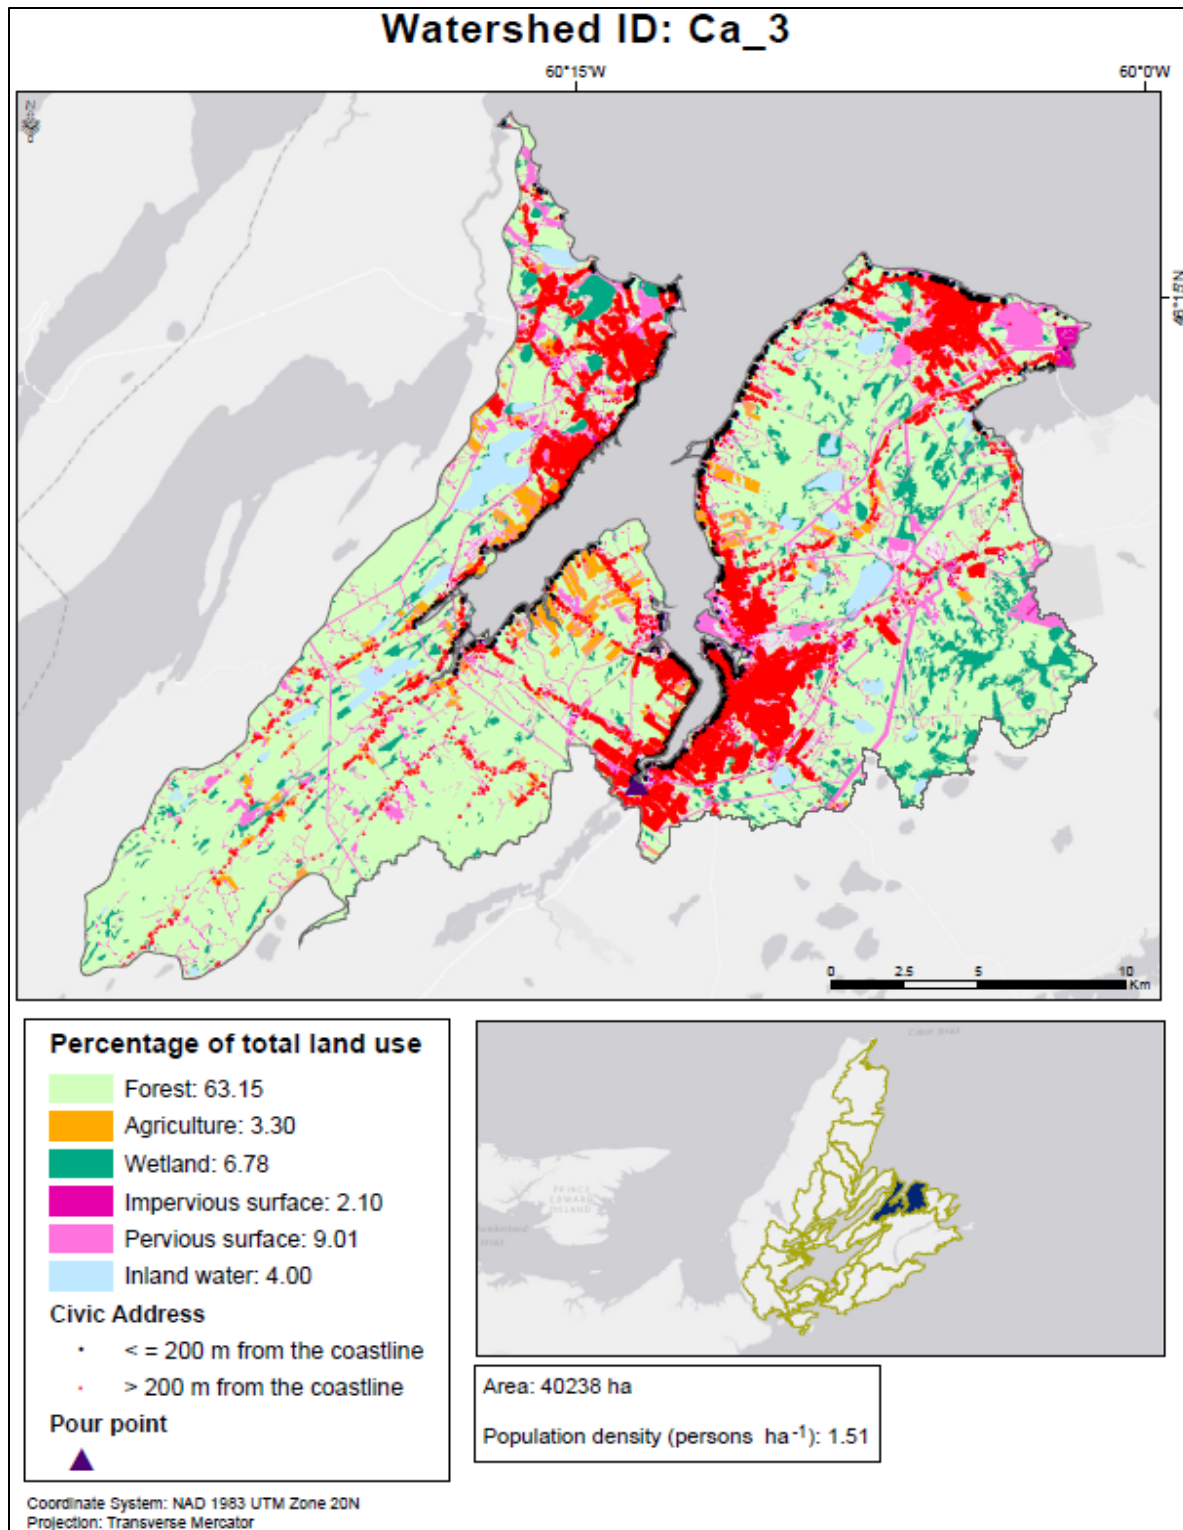 Watershed ID: Ca_3
60°15'W
60°0'W
46°15'N
0
2.5
5
10
Km
Percentage of total land use
Forest: 63.15
Agriculture: 3.30
Wetland: 6.78
Impervious surface: 2.10
Pervious surface: 9.01
Inland water: 4.00
Civic Address
< = 200 m from the coastline
> 200 m from the coastline
Pour point
PRINCE
EDWARD
ISLAND
Area: 40238 ha
Population density (persons ha-1): 1.51
Coordinate System: NAD 1983 UTM Zone 20N
Projection: Transverse Mercator